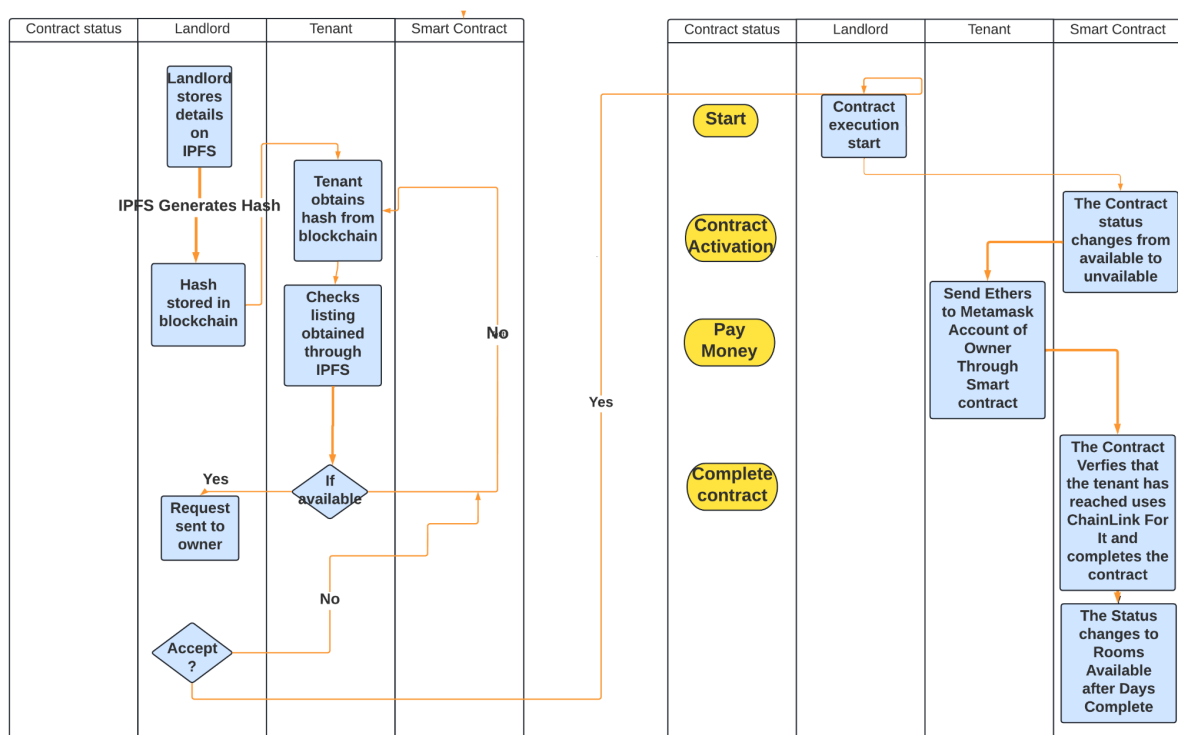 Contract status
Landlord
Tenant
Smart Contract
Landlord
stores
details
on
IPFS
IPFS Generates Hash
Hash
stored in
blockchain
Tenant
obtains
hash from
blockchain
Checks
listing
obtained
through
IPFS
No
If
available
Yes
Request
sent to
owner
No
Accept
?
Yes
Contract status
Landlord
Tenant
Smart Contract
Start
Contract
execution
start
The Contract
status
changes from
available to
unvailable
Contract
Activation
Send Ethers
to Metamask
Account of
Owner
Through
Smart
contract
Pay
Money
The Contract
Verfies that
the tenant has
reached uses
ChainLink For
It and
completes the
contract
Complete
contract
The Status
changes to
Rooms
Available
after Days
Complete